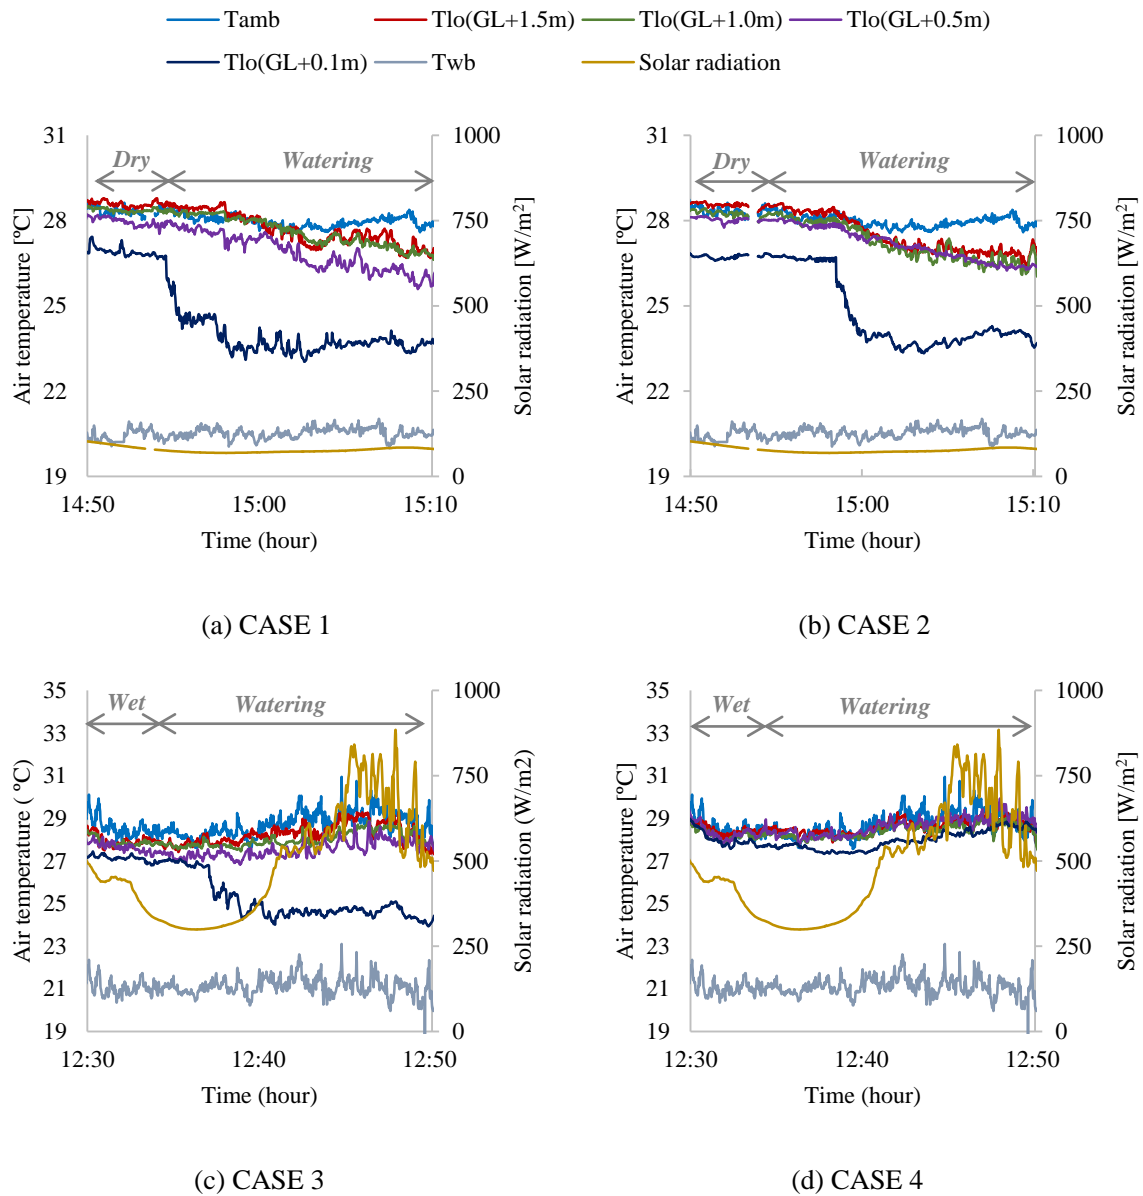 Tamb Tlo(GL+1.5m) Tlo(GL+1.0m) Tlo(GL+0.5m)
Tlo(GL+0.1m) Twb Solar radiation
31 1000 31 1000
Dry Watering Dry Watering
28 750 28 750
25 500 25 500
22 250 22 250
19 0 19 0
Air temperature [ºC] Solar radiation [W/m²] Air temperature [ºC] Solar radiation [W/m²]
14:50 15:00 15:10 14:50 15:00 15:10
Time (hour) Time (hour)
(a) CASE 1 (b) CASE 2
35 1000 35 1000
Wet Watering Wet Watering
33 33
31 750 31 750
29 29
27 500 27 500
25 25
23 250 23 250
21 21
19 0 19 0
Air temperature ( ºC) Solar radiation (W/m2) Air temperature [ºC] Solar radiation [W/m²]
12:30 12:40 12:50 12:30 12:40 12:50
Time (hour) Time (hour)
(c) CASE 3 (d) CASE 4